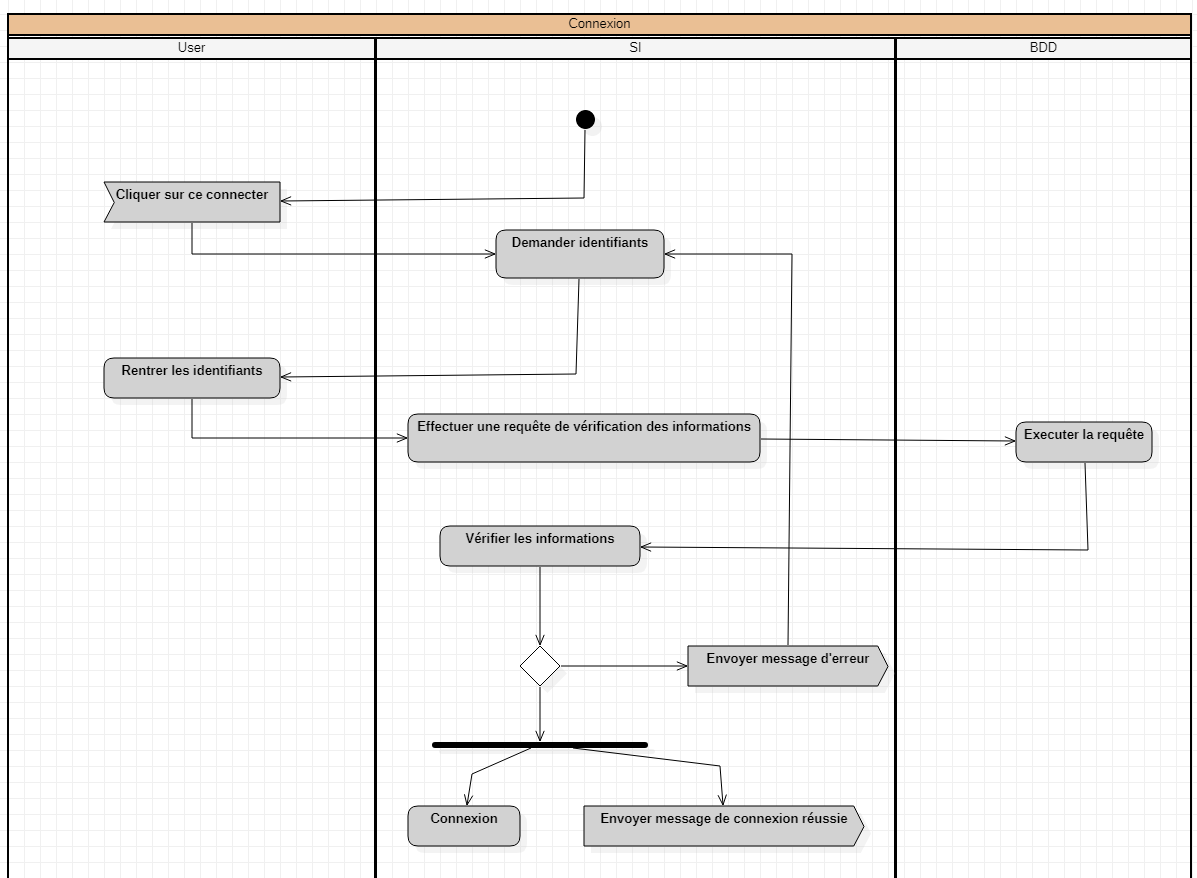 Connexion
User
SI
BDD
Cliquer sur ce connecter
Demander identifiants
Rentrer les identifiants
Effectuer une requête de vérification des informations
Executer la requête
Vérifier les informations
Envoyer message d'erreur
Connexion
Envoyer message de connexion réussie